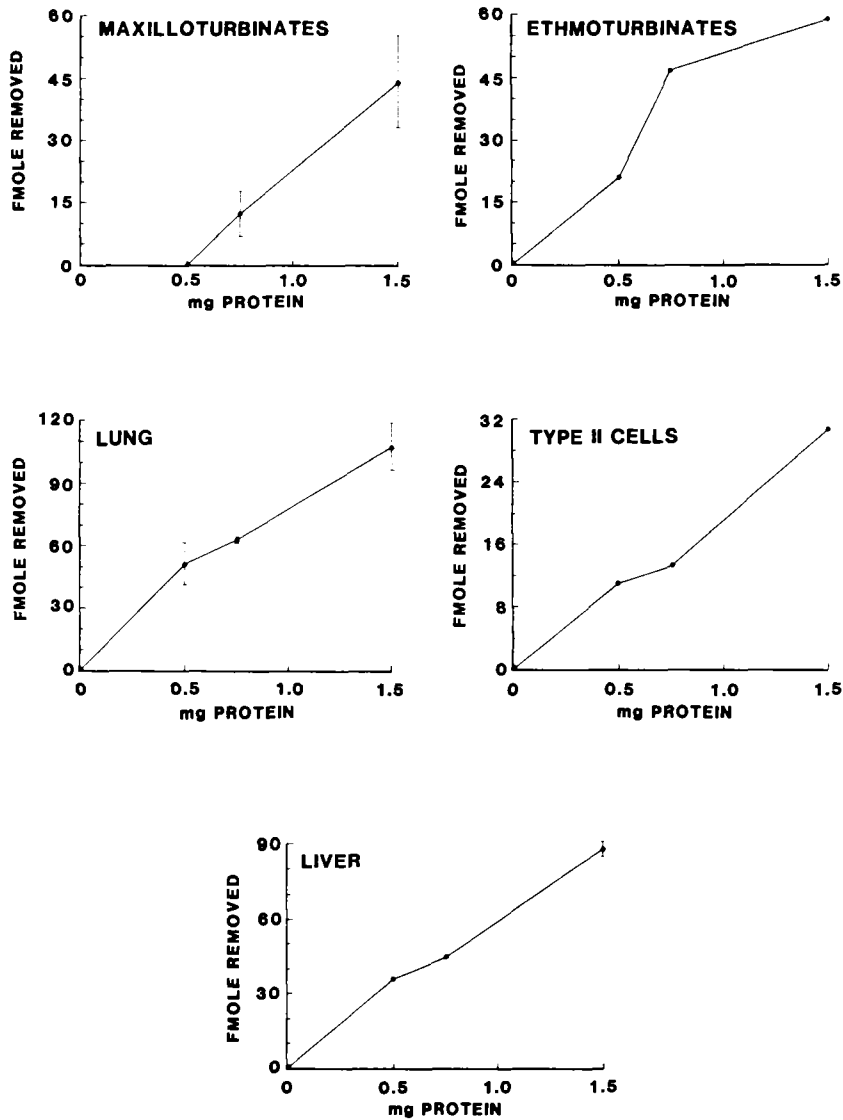 MAXILLOTURBINATES
FMOLE REMOVED
60
45
30
15
0
0 0.5 1.0 1.5
mg PROTEIN
ETHMOTURBINATES
FMOLE REMOVED
60
45
30
15
0
0 0.5 1.0 1.5
mg PROTEIN
LUNG
FMOLE REMOVED
120
90
60
30
0
0 0.5 1.0 1.5
mg PROTEIN
TYPE II CELLS
FMOLE REMOVED
32
24
16
8
0
0 0.5 1.0 1.5
mg PROTEIN
LIVER
FMOLE REMOVED
90
60
30
0
0 0.5 1.0 1.5
mg PROTEIN